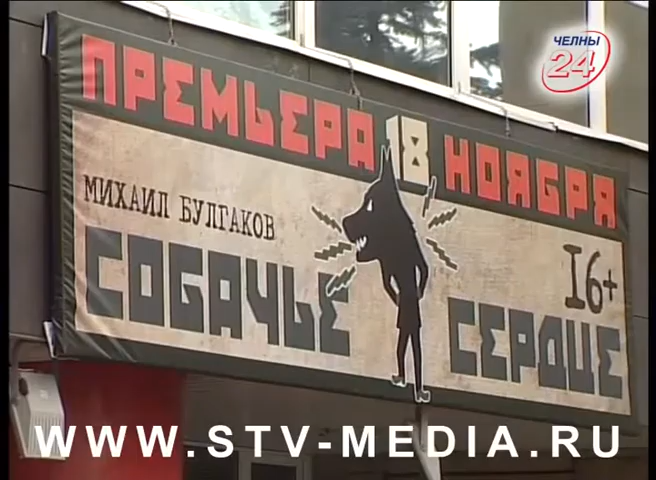 ЧЕЛНЫ
24
ПРЕМЬЕРА 18 НОЯБРЯ
МИХАИЛ БУЛГАКОВ
16+
СОБАЧЬЕ СЕРДЦЕ
WWW.STV-MEDIA.RU